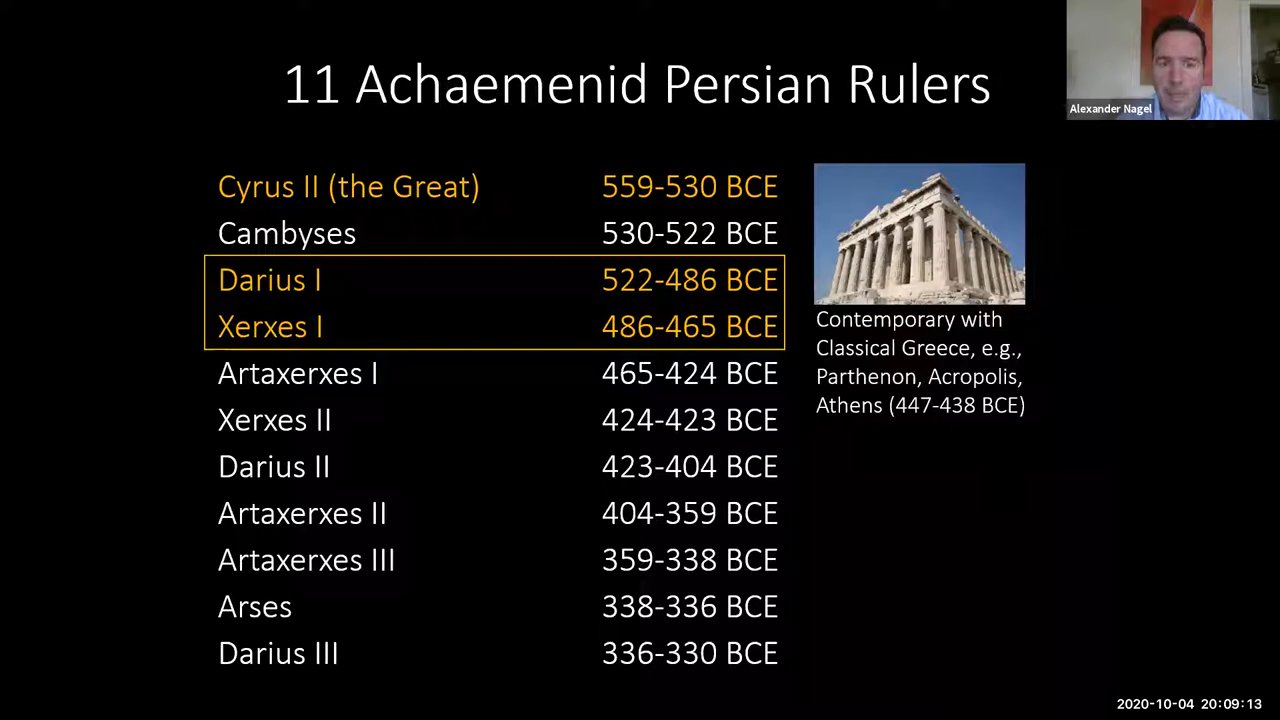 11 Achaemenid Persian Rulers
Alexander Nagel
Cyrus II (the Great) 559-530 BCE
Cambyses 530-522 BCE
Darius I 522-486 BCE
Xerxes I 486-465 BCE
Artaxerxes I 465-424 BCE
Xerxes II 424-423 BCE
Darius II 423-404 BCE
Artaxerxes II 404-359 BCE
Artaxerxes III 359-338 BCE
Arses 338-336 BCE
Darius III 336-330 BCE
Contemporary with
Classical Greece, e.g.,
Parthenon, Acropolis,
Athens (447-438 BCE)
2020-10-04 20:09:13